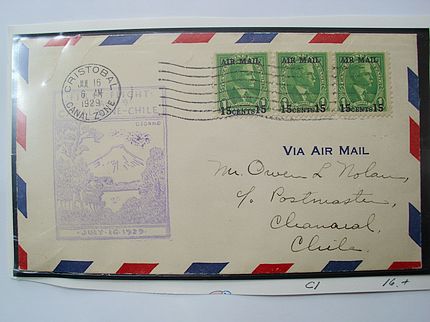 CRISTOBAL
JUL 16
6 AM
1929
CANAL ZONE
AIR MAIL AIR MAIL AIR MAIL
15 CENTS 15 15 CENTS 15 15 CENTS 15
FLIGHT
CHILE
-JULY-16-1929-
VIA AIR MAIL
Mr. Owen L Nolan,
c/o Postmaster,
Chanaral,
Chile.
C1 16.+